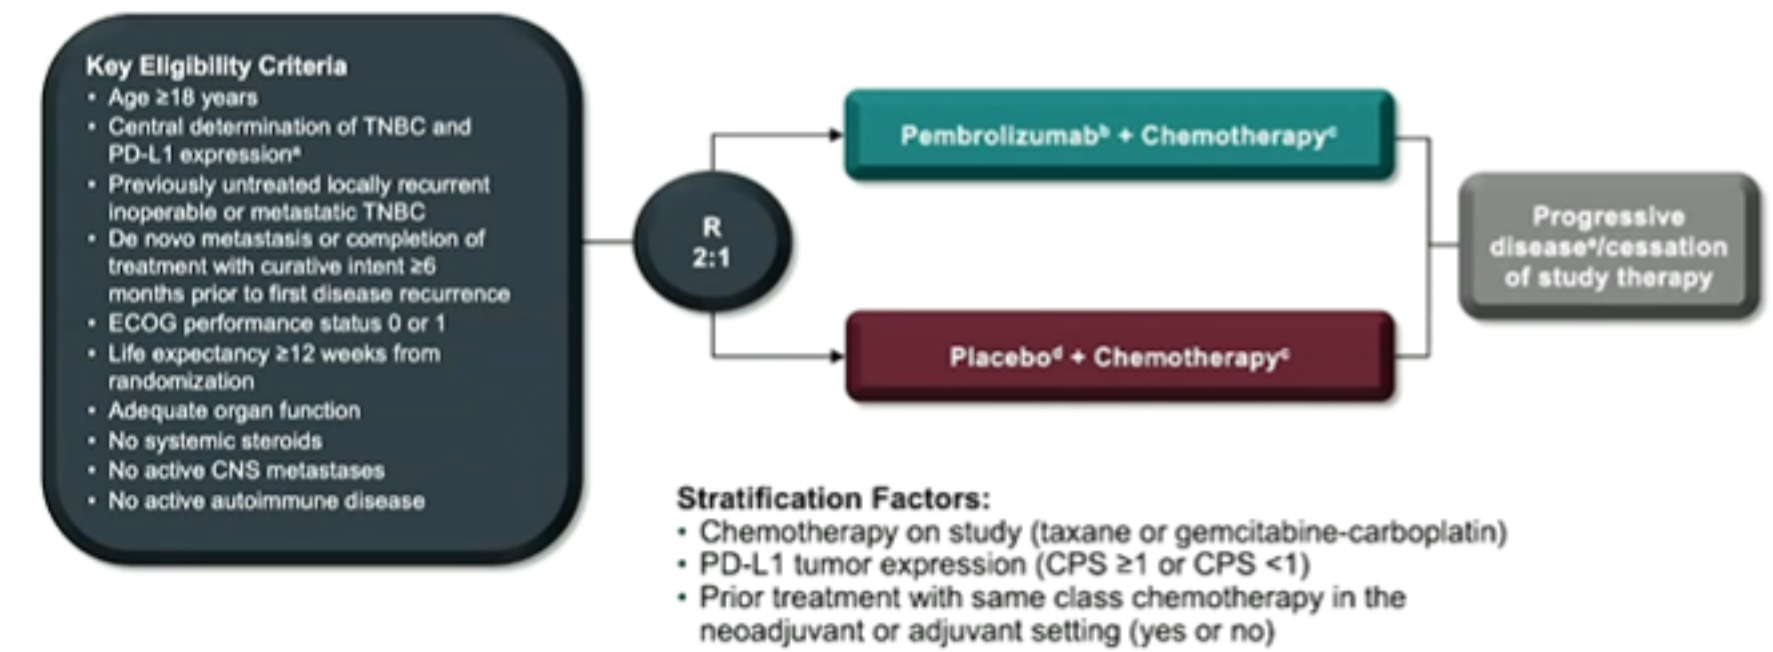 Key Eligibility Criteria
• Age ≥18 years
• Central determination of TNBC and
PD-L1 expressionᵃ
• Previously untreated locally recurrent
inoperable or metastatic TNBC
• De novo metastasis or completion of
treatment with curative intent ≥6
months prior to first disease recurrence
• ECOG performance status 0 or 1
• Life expectancy ≥12 weeks from
randomization
• Adequate organ function
• No systemic steroids
• No active CNS metastases
• No active autoimmune disease
R
2:1
Pembrolizumabᵇ + Chemotherapyᶜ
Placeboᵈ + Chemotherapyᶜ
Progressive
diseaseᵉ/cessation
of study therapy
Stratification Factors:
• Chemotherapy on study (taxane or gemcitabine-carboplatin)
• PD-L1 tumor expression (CPS ≥1 or CPS <1)
• Prior treatment with same class chemotherapy in the
neoadjuvant or adjuvant setting (yes or no)